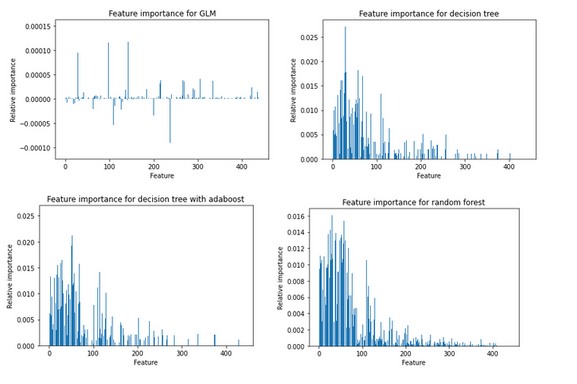 Feature importance for GLM
0.00015
0.00010
0.00005
0.00000
−0.00005
−0.00010
Relative importance
0 100 200 300 400
Feature
Feature importance for decision tree
0.025
0.020
0.015
0.010
0.005
0.000
Relative importance
0 100 200 300 400
Feature
Feature importance for decision tree with adaboost
0.025
0.020
0.015
0.010
0.005
0.000
Relative importance
0 100 200 300 400
Feature
Feature importance for random forest
0.016
0.014
0.012
0.010
0.008
0.006
0.004
0.002
0.000
Relative importance
0 100 200 300 400
Feature